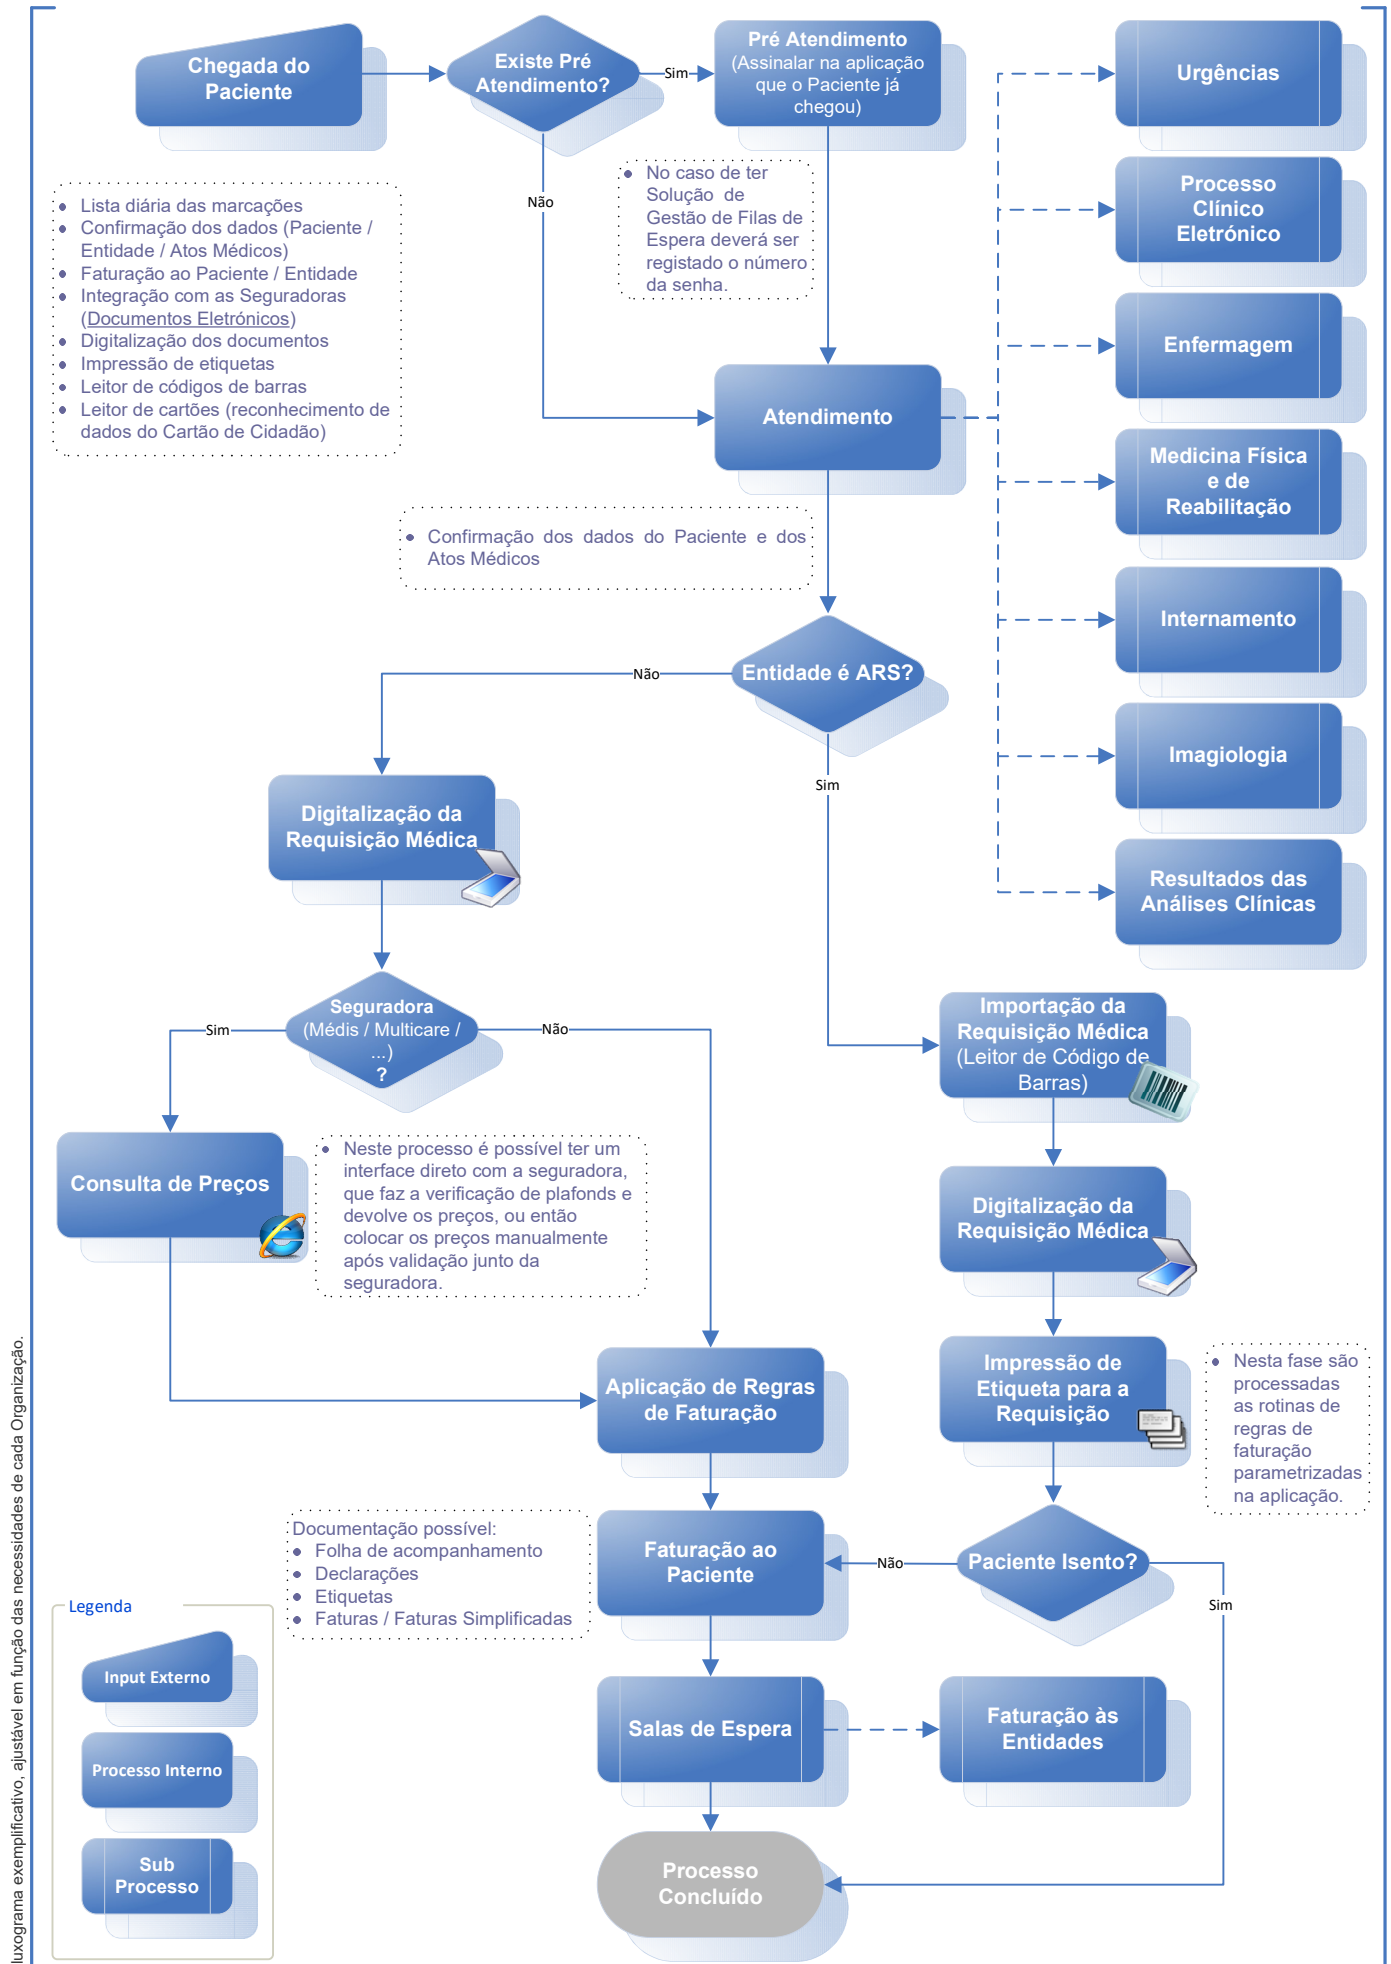 Chegada do
Paciente
Existe Pré
Atendimento?
Sim
Pré Atendimento
(Assinalar na aplicação
que o Paciente já
chegou)
Urgências
Não
• No caso de ter
Solução de
Gestão de Filas de
Espera deverá ser
registado o número
da senha.
Processo
Clínico
Eletrónico
• Lista diária das marcações
• Confirmação dos dados (Paciente /
Entidade / Atos Médicos)
• Faturação ao Paciente / Entidade
• Integração com as Seguradoras
(Documentos Eletrónicos)
• Digitalização dos documentos
• Impressão de etiquetas
• Leitor de códigos de barras
• Leitor de cartões (reconhecimento de
dados do Cartão de Cidadão)
Enfermagem
Atendimento
Medicina Física
e de
Reabilitação
• Confirmação dos dados do Paciente e dos
Atos Médicos
Internamento
Entidade é ARS?
Não
Sim
Imagiologia
Digitalização da
Requisição Médica
Resultados das
Análises Clínicas
Seguradora
(Médis / Multicare /
...)
?
Sim
Não
Importação da
Requisição Médica
(Leitor de Código de
Barras)
Consulta de Preços
• Neste processo é possível ter um
interface direto com a seguradora,
que faz a verificação de plafonds e
devolve os preços, ou então
colocar os preços manualmente
após validação junto da
seguradora.
Digitalização da
Requisição Médica
Aplicação de Regras
de Faturação
Impressão de
Etiqueta para a
Requisição
• Nesta fase são
processadas
as rotinas de
regras de
faturação
parametrizadas
na aplicação.
Documentação possível:
• Folha de acompanhamento
• Declarações
• Etiquetas
• Faturas / Faturas Simplificadas
Faturação ao
Paciente
Não
Paciente Isento?
Sim
Salas de Espera
Faturação às
Entidades
Processo
Concluído
Legenda
Input Externo
Processo Interno
Sub
Processo
luxograma exemplificativo, ajustável em função das necessidades de cada Organização.